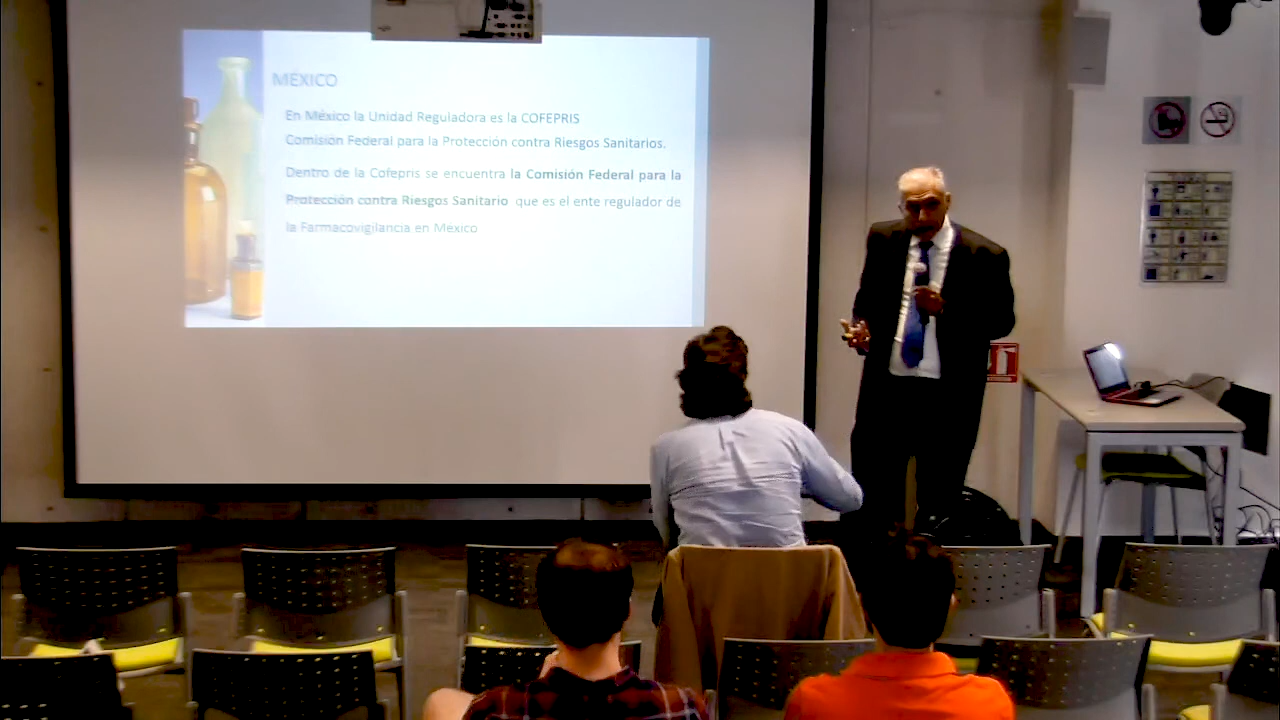 MÉXICO
En México la Unidad Reguladora es la COFEPRIS
Comisión Federal para la Protección contra Riesgos Sanitarios.
Dentro de la Cofepris se encuentra la Comisión Federal para la
Protección contra Riesgos Sanitario que es el ente regulador de
la Farmacovigilancia en México